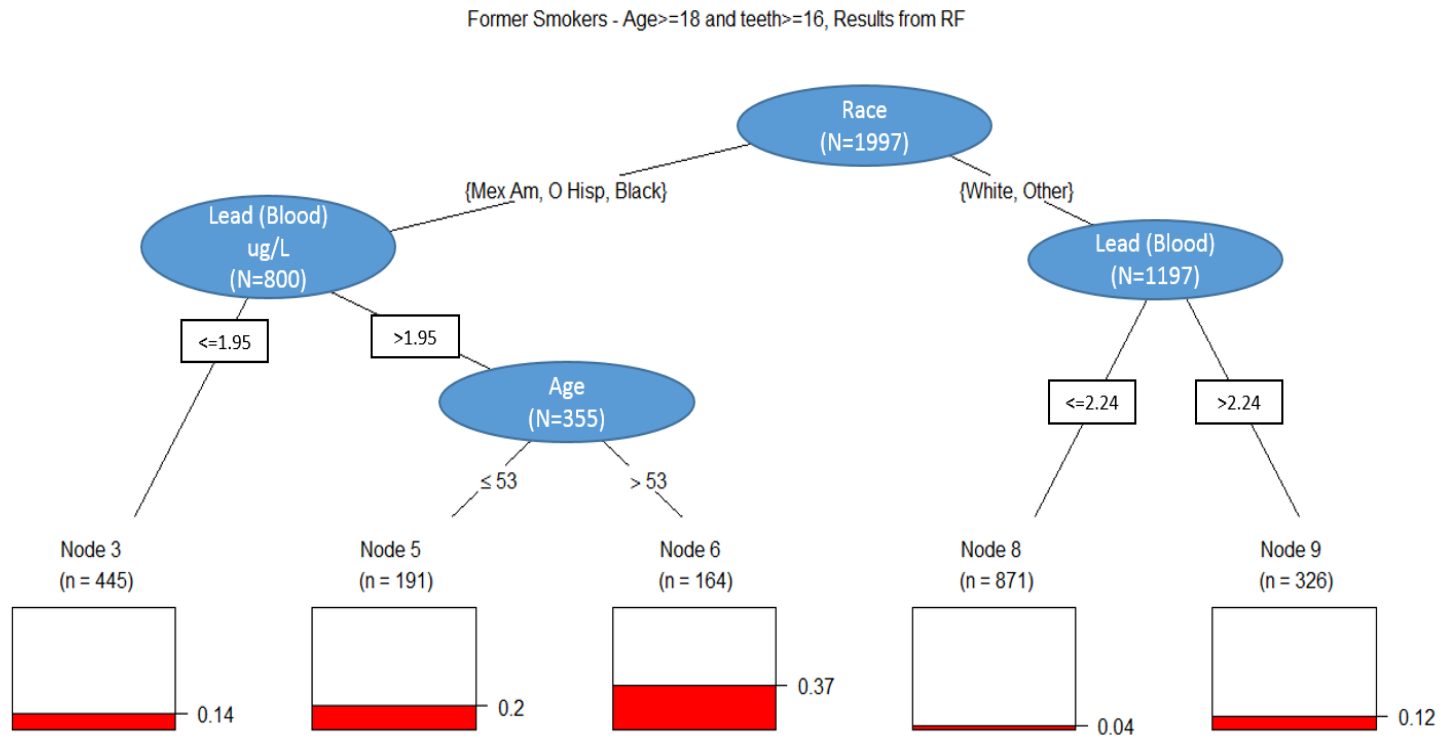 Former Smokers - Age>=18 and teeth>=16, Results from RF
Race
(N=1997)
{Mex Am, O Hisp, Black}
{White, Other}
Lead (Blood)
ug/L
(N=800)
Lead (Blood)
(N=1197)
<=1.95
>1.95
Age
(N=355)
<=2.24
>2.24
≤ 53
> 53
Node 3
(n = 445)
Node 5
(n = 191)
Node 6
(n = 164)
Node 8
(n = 871)
Node 9
(n = 326)
0.14
0.2
0.37
0.04
0.12